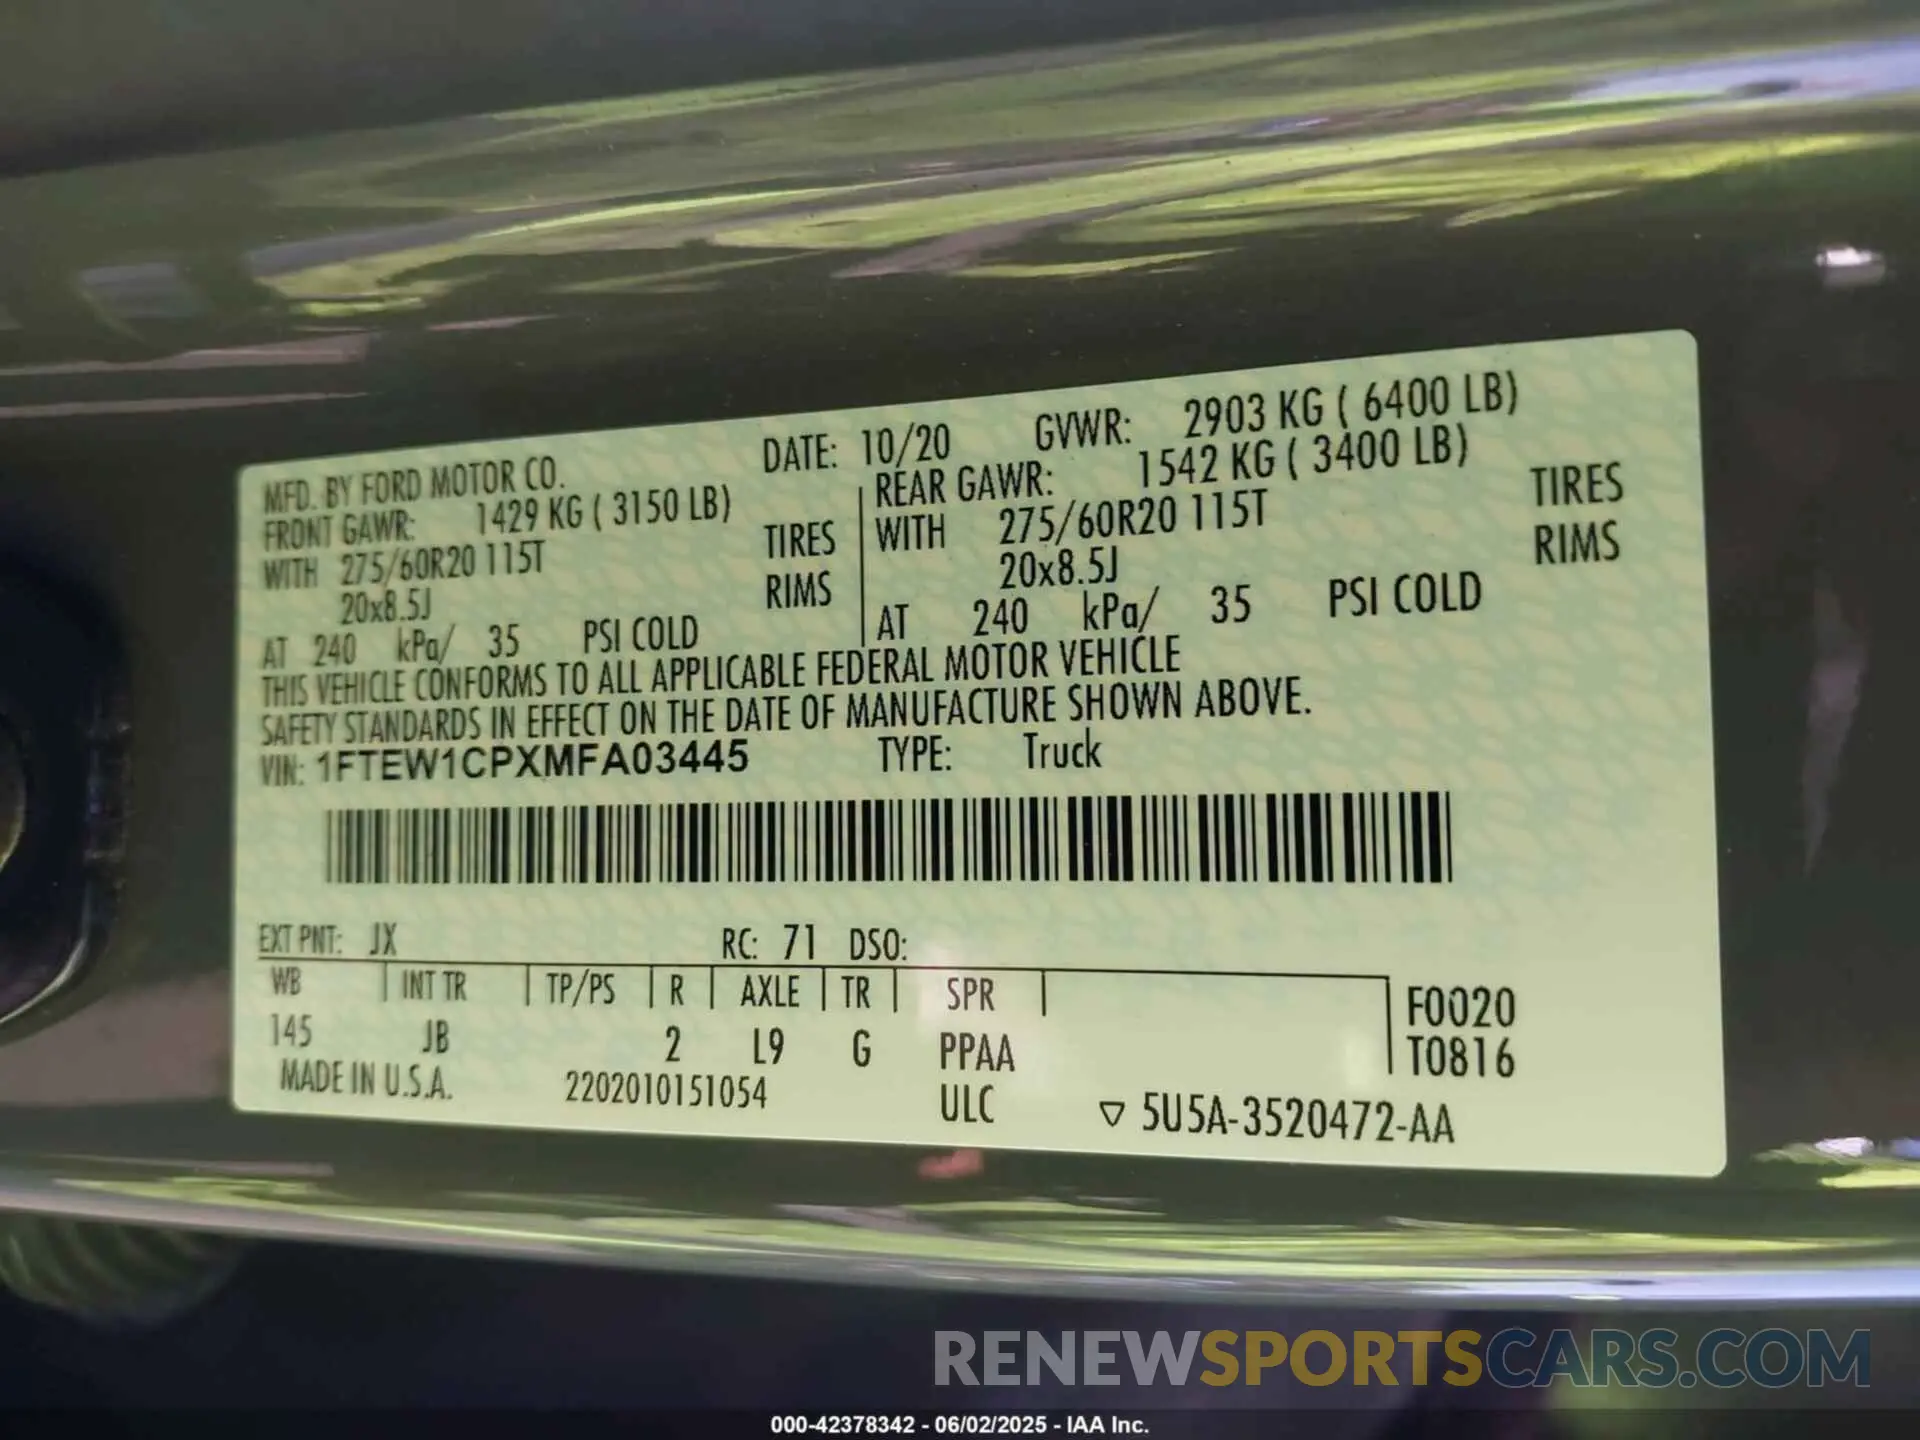 MFD. BY FORD MOTOR CO. DATE: 10/20 GVWR: 2903 KG ( 6400 LB)
FRONT GAWR: 1429 KG ( 3150 LB) REAR GAWR: 1542 KG ( 3400 LB)
WITH 275/60R20 115T TIRES WITH 275/60R20 115T TIRES
20x8.5J RIMS 20x8.5J RIMS
AT 240 kPa/ 35 PSI COLD AT 240 kPa/ 35 PSI COLD
THIS VEHICLE CONFORMS TO ALL APPLICABLE FEDERAL MOTOR VEHICLE
SAFETY STANDARDS IN EFFECT ON THE DATE OF MANUFACTURE SHOWN ABOVE.
VIN: 1FTEW1CPXMFA03445 TYPE: Truck
EXT PNT: JX RC: 71 DSO:
WB INT TR TP/PS R AXLE TR SPR F0020
145 JB 2 L9 G PPAA T0816
MADE IN U.S.A. 2202010151054 ULC ▽ 5U5A-3520472-AA
RENEWSPORTSCARS.COM
000-42378342 - 06/02/2025 - IAA Inc.